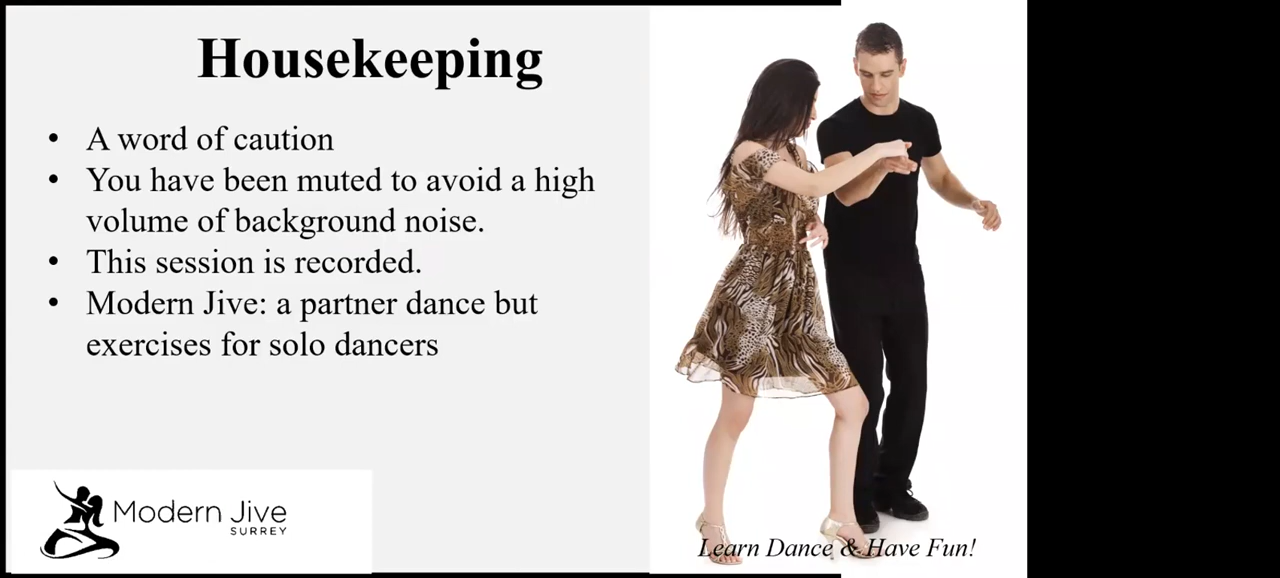 Housekeeping
• A word of caution
• You have been muted to avoid a high
volume of background noise.
• This session is recorded.
• Modern Jive: a partner dance but
exercises for solo dancers
Modern Jive
SURREY
Learn Dance & Have Fun!